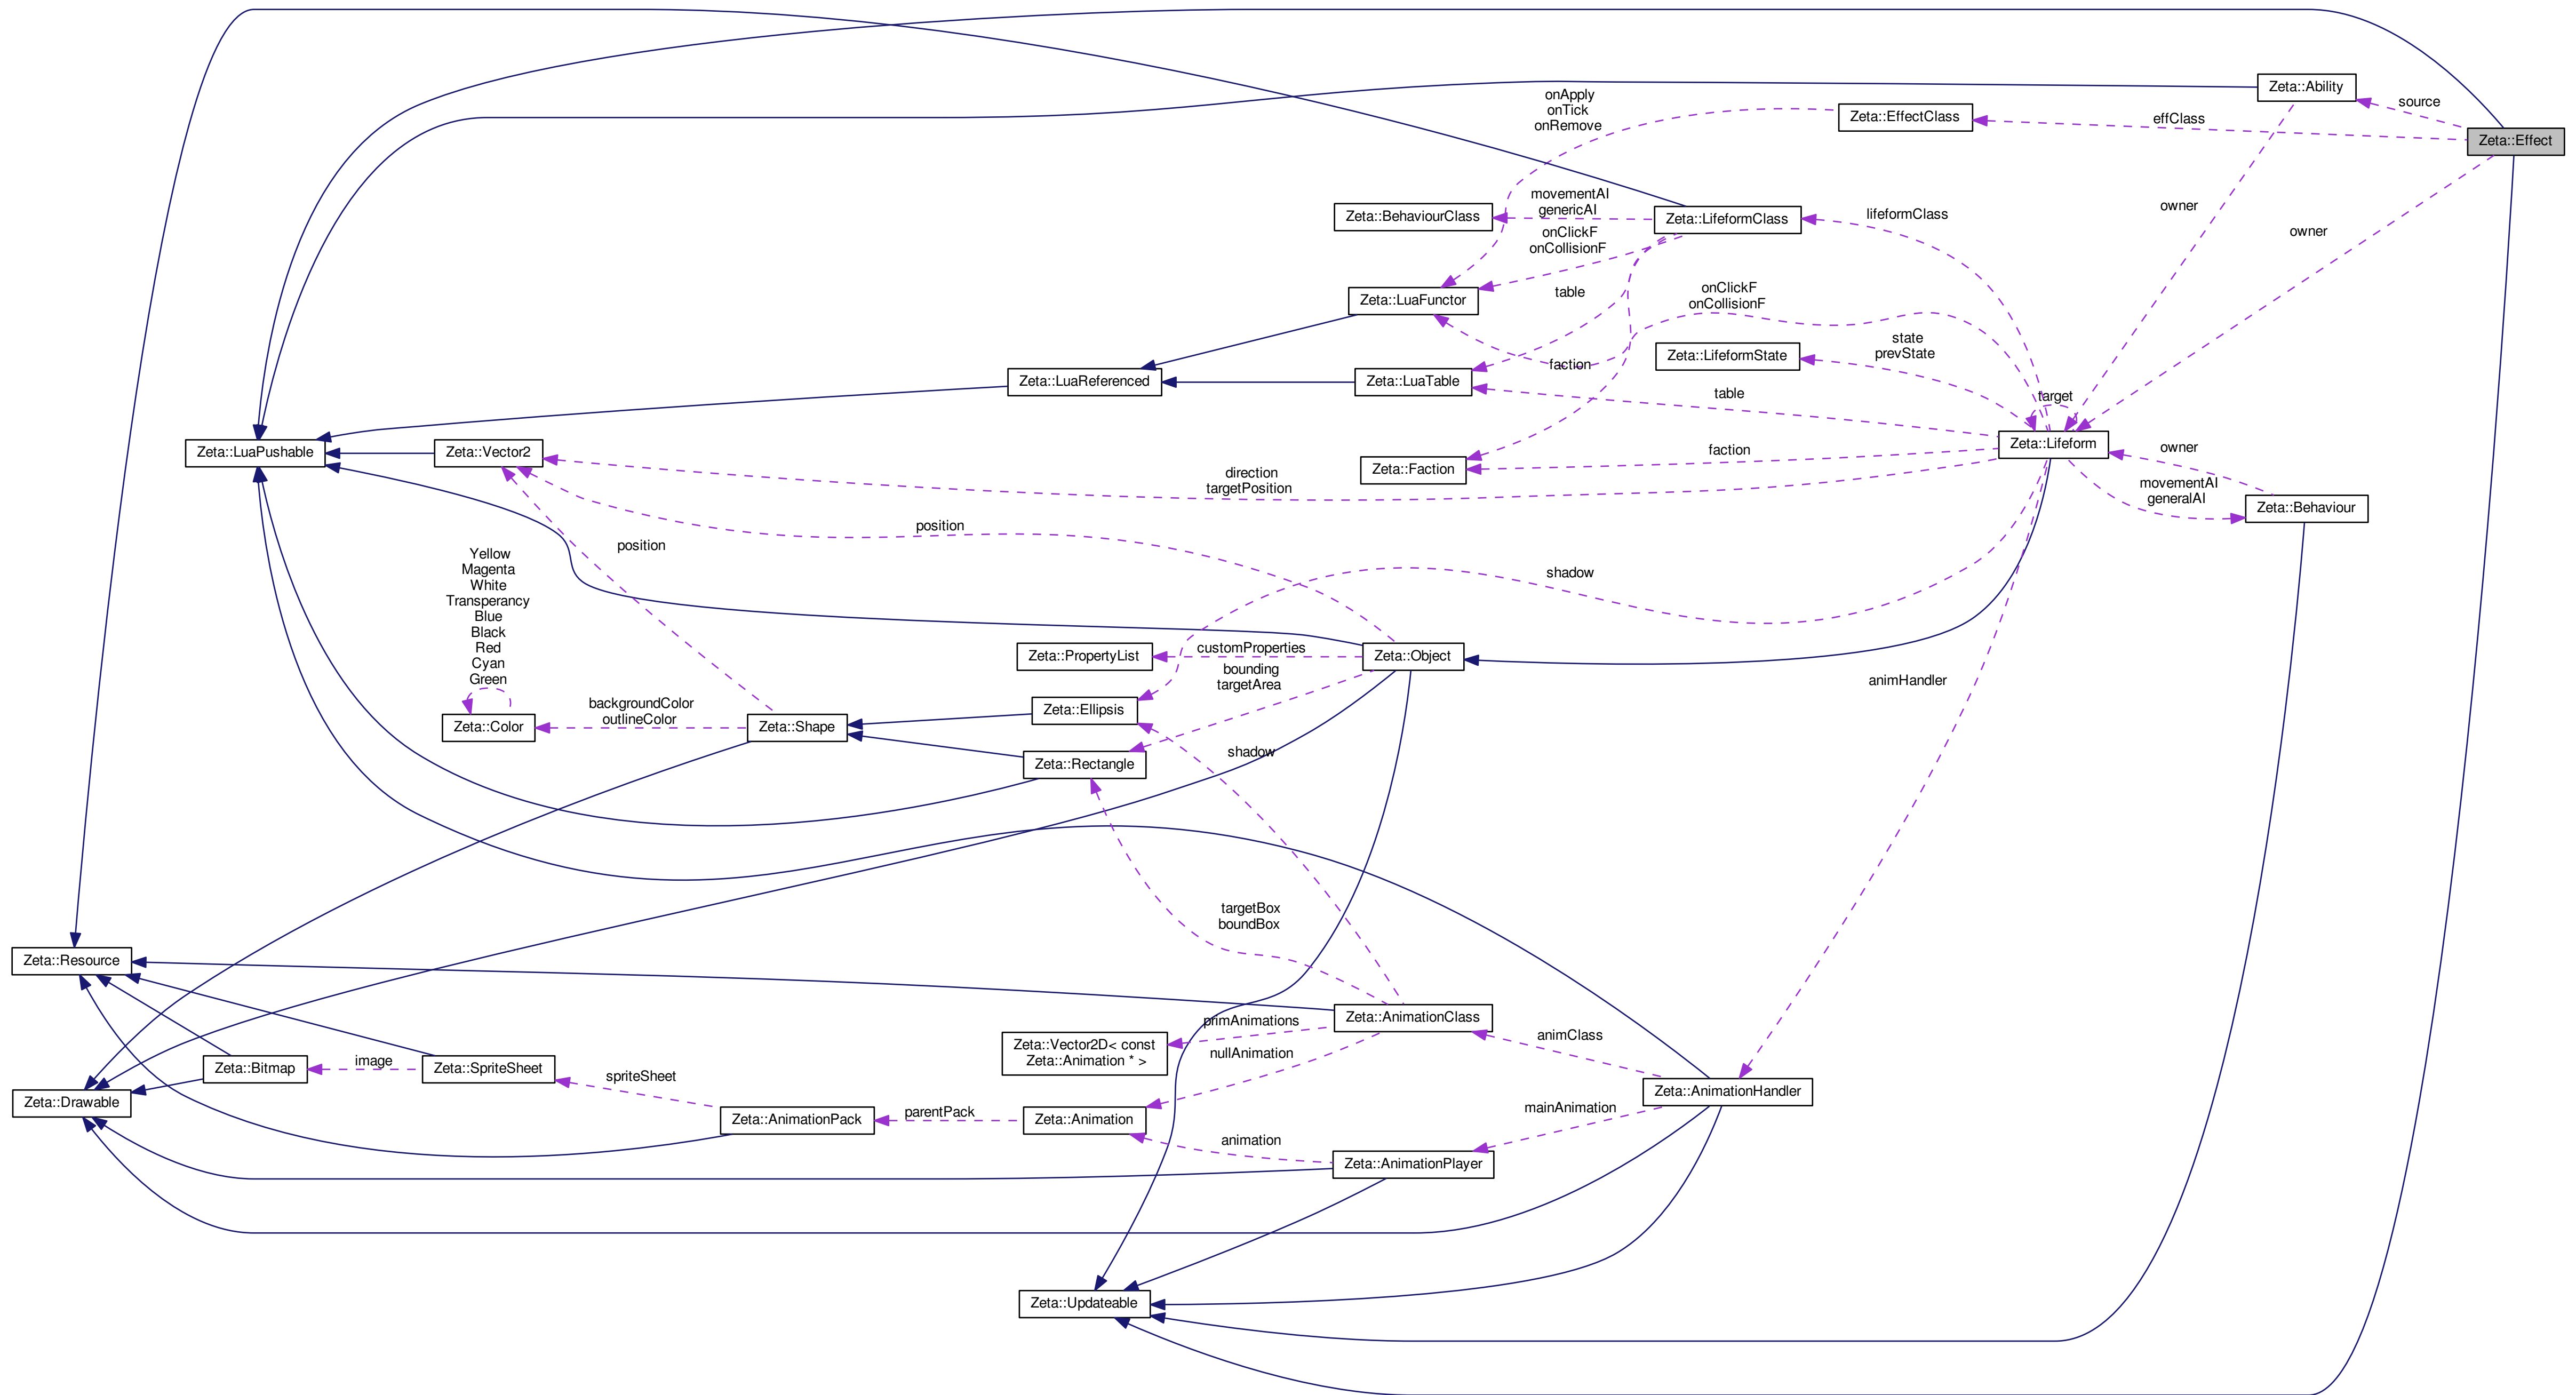 Zeta::Ability
source
onApply
onTick
onRemove
Zeta::EffectClass
effClass
Zeta::Effect
movementAI
genericAI
Zeta::BehaviourClass
Zeta::LifeformClass
lifeformClass
owner
owner
onClickF
onCollisionF
Zeta::LuaFunctor
table
onClickF
onCollisionF
state
prevState
Zeta::LifeformState
faction
Zeta::LuaReferenced
Zeta::LuaTable
table
target
Zeta::LuaPushable
Zeta::Vector2
Zeta::Lifeform
faction
owner
Zeta::Faction
direction
targetPosition
movementAI
generalAI
Zeta::Behaviour
position
position
shadow
Yellow
Magenta
White
Transperancy
Blue
Black
Red
Cyan
Green
Zeta::PropertyList
customProperties
Zeta::Object
bounding
targetArea
animHandler
backgroundColor
outlineColor
Zeta::Color
Zeta::Shape
Zeta::Ellipsis
shadow
Zeta::Rectangle
targetBox
boundBox
Zeta::Resource
Zeta::AnimationClass
primAnimations
Zeta::Vector2D< const
Zeta::Animation * >
animClass
nullAnimation
Zeta::Bitmap
image
Zeta::SpriteSheet
spriteSheet
Zeta::Drawable
Zeta::AnimationHandler
Zeta::AnimationPack
parentPack
Zeta::Animation
mainAnimation
animation
Zeta::AnimationPlayer
Zeta::Updateable